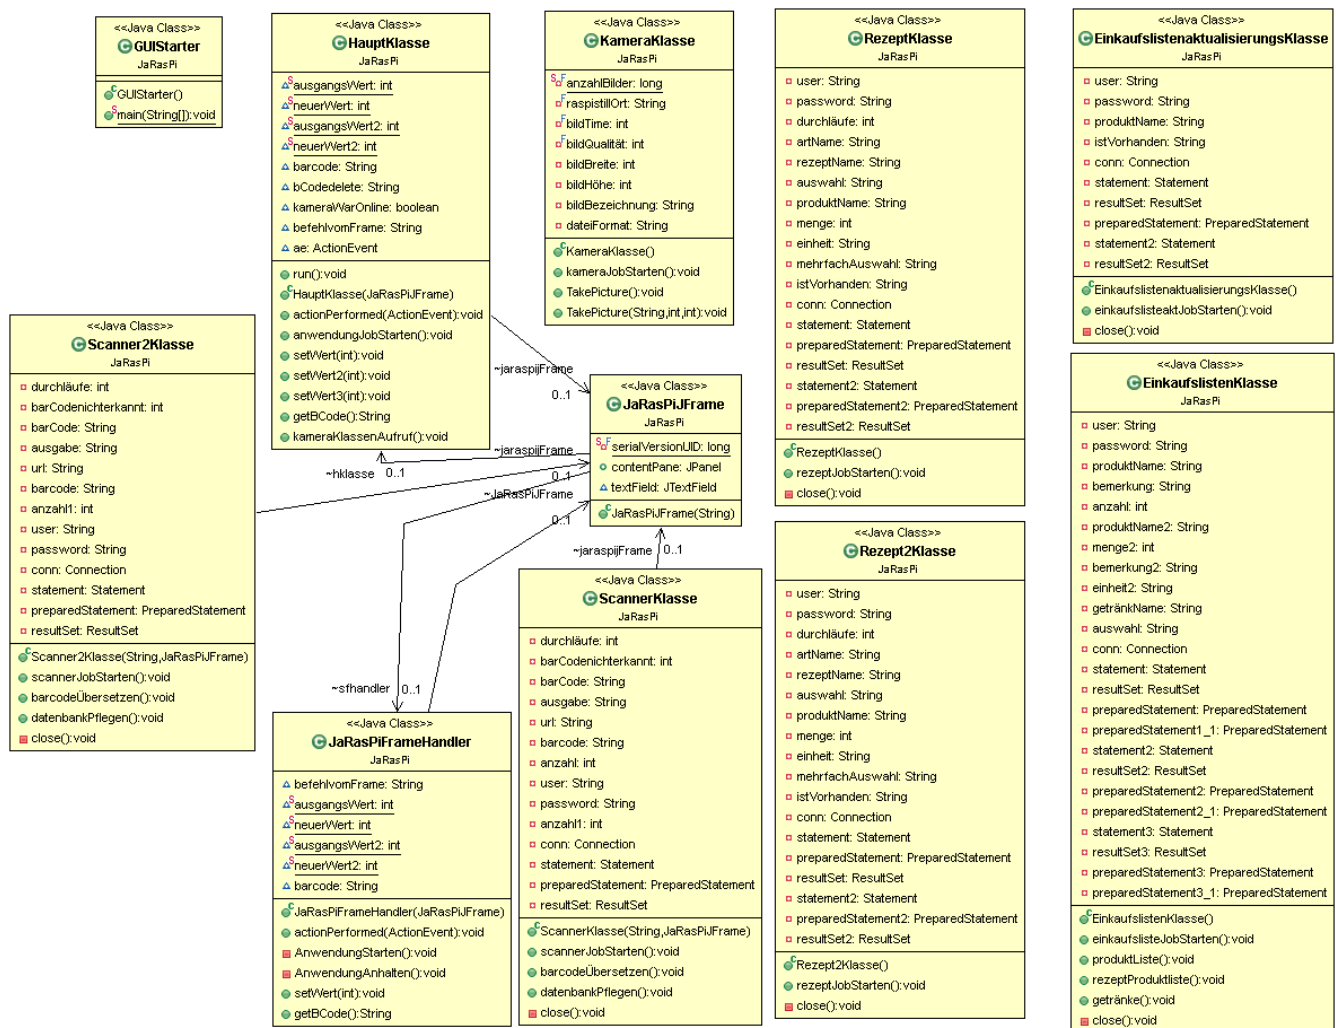 <<Java Class>>
GUIStarter
JaRasPi
GUIStarter()
main(String[]):void
<<Java Class>>
HauptKlasse
JaRasPi
ausgangsWert: int
neuerWert: int
ausgangsWert2: int
neuerWert2: int
barcode: String
bCodedelete: String
kameraWarOnline: boolean
befehlvomFrame: String
ae: ActionEvent
run():void
HauptKlasse(JaRasPiJFrame)
actionPerformed(ActionEvent):void
anwendungJobStarten():void
setWert(int):void
setWert2(int):void
setWert3(int):void
getBCode():String
kameraKlassenAufruf():void
<<Java Class>>
KameraKlasse
JaRasPi
anzahlBilder: long
raspistillOrt: String
bildTime: int
bildQualität: int
bildBreite: int
bildHöhe: int
bildBezeichnung: String
dateiFormat: String
KameraKlasse()
kameraJobStarten():void
TakePicture():void
TakePicture(String,int,int):void
<<Java Class>>
RezeptKlasse
JaRasPi
user: String
password: String
durchläufe: int
artName: String
rezeptName: String
auswahl: String
produktName: String
menge: int
einheit: String
mehrfachAuswahl: String
istVorhanden: String
conn: Connection
statement: Statement
preparedStatement: PreparedStatement
resultSet: ResultSet
statement2: Statement
preparedStatement2: PreparedStatement
resultSet2: ResultSet
RezeptKlasse()
rezeptJobStarten():void
close():void
<<Java Class>>
EinkaufslistenaktualisierungsKlasse
JaRasPi
user: String
password: String
produktName: String
istVorhanden: String
conn: Connection
statement: Statement
resultSet: ResultSet
preparedStatement: PreparedStatement
statement2: Statement
resultSet2: ResultSet
EinkaufslistenaktualisierungsKlasse()
einkaufslisteaktJobStarten():void
close():void
<<Java Class>>
Scanner2Klasse
JaRasPi
durchläufe: int
barCodenichterkannt: int
barCode: String
ausgabe: String
url: String
barcode: String
anzahl1: int
user: String
password: String
conn: Connection
statement: Statement
preparedStatement: PreparedStatement
resultSet: ResultSet
Scanner2Klasse(String,JaRasPiJFrame)
scannerJobStarten():void
barcodeÜbersetzen():void
datenbankPflegen():void
close():void
~jaraspijFrame
0..1
~jaraspijFrame
0..1
~hklasse
0..1
~JaRasPiJFrame
0..1
~jaraspijFrame
0..1
~sfhandler
0..1
<<Java Class>>
JaRasPiJFrame
JaRasPi
serialVersionUID: long
contentPane: JPanel
textField: JTextField
JaRasPiJFrame(String)
<<Java Class>>
JaRasPiFrameHandler
JaRasPi
befehlvomFrame: String
ausgangsWert: int
neuerWert: int
ausgangsWert2: int
neuerWert2: int
barcode: String
JaRasPiFrameHandler(JaRasPiJFrame)
actionPerformed(ActionEvent):void
AnwendungStarten():void
AnwendungAnhalten():void
setWert(int):void
getBCode():String
<<Java Class>>
ScannerKlasse
JaRasPi
durchläufe: int
barCodenichterkannt: int
barCode: String
ausgabe: String
url: String
barcode: String
anzahl: int
user: String
password: String
anzahl1: int
conn: Connection
statement: Statement
preparedStatement: PreparedStatement
resultSet: ResultSet
ScannerKlasse(String,JaRasPiJFrame)
scannerJobStarten():void
barcodeÜbersetzen():void
datenbankPflegen():void
close():void
<<Java Class>>
Rezept2Klasse
JaRasPi
user: String
password: String
durchläufe: int
artName: String
rezeptName: String
auswahl: String
produktName: String
menge: int
einheit: String
mehrfachAuswahl: String
istVorhanden: String
conn: Connection
statement: Statement
preparedStatement: PreparedStatement
resultSet: ResultSet
statement2: Statement
preparedStatement2: PreparedStatement
resultSet2: ResultSet
Rezept2Klasse()
rezeptJobStarten():void
close():void
<<Java Class>>
EinkaufslistenKlasse
JaRasPi
user: String
password: String
produktName: String
bemerkung: String
anzahl: int
produktName2: String
menge2: int
bemerkung2: String
einheit2: String
getränkName: String
auswahl: String
conn: Connection
statement: Statement
resultSet: ResultSet
preparedStatement: PreparedStatement
preparedStatement1_1: PreparedStatement
statement2: Statement
resultSet2: ResultSet
preparedStatement2: PreparedStatement
preparedStatement2_1: PreparedStatement
statement3: Statement
resultSet3: ResultSet
preparedStatement3: PreparedStatement
preparedStatement3_1: PreparedStatement
EinkaufslistenKlasse()
einkaufslisteJobStarten():void
produktListe():void
rezeptProduktliste():void
getränke():void
close():void